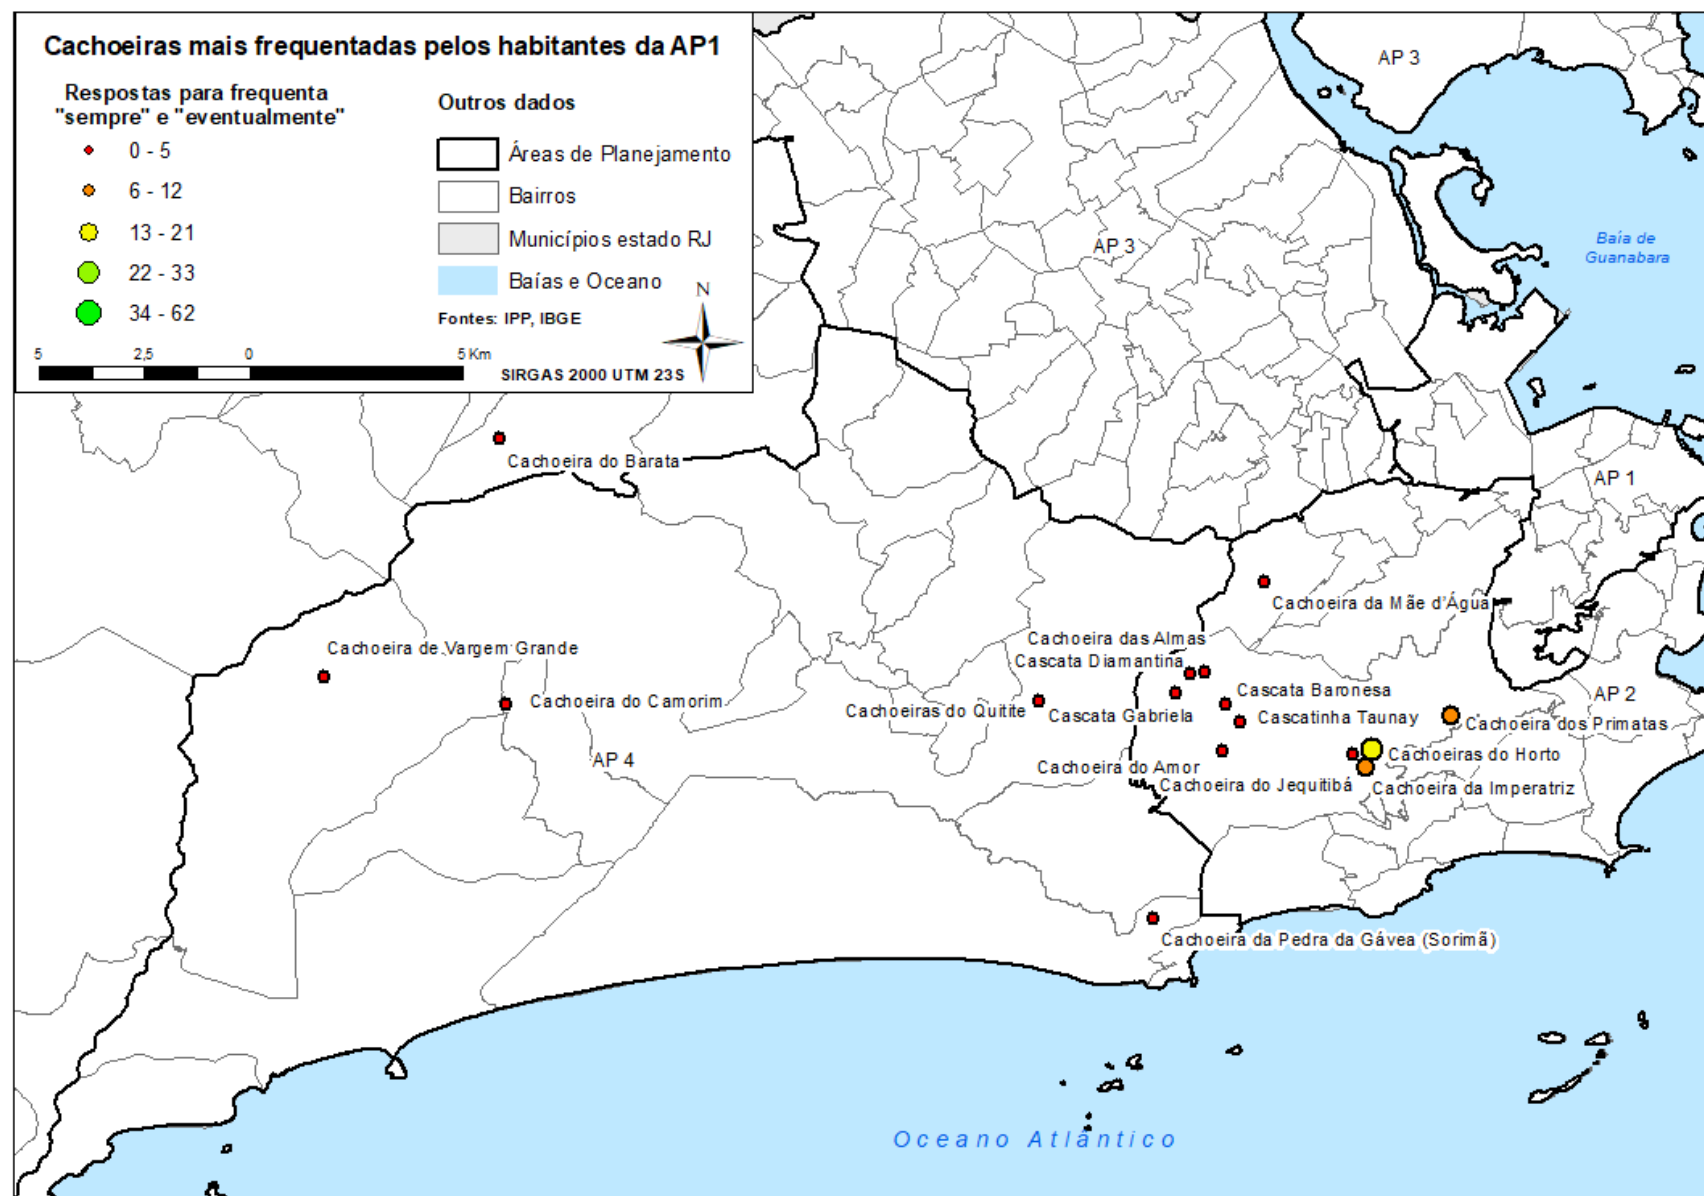 Cachoeiras mais frequentadas pelos habitantes da AP1
Respostas para frequenta
"sempre" e "eventualmente"
0 - 5
6 - 12
13 - 21
22 - 33
34 - 62
Outros dados
Áreas de Planejamento
Bairros
Municípios estado RJ
Baías e Oceano
Fontes: IPP, IBGE
N
5
2,5
0
5 Km
SIRGAS 2000 UTM 23S
AP 3
AP 3
Baía de
Guanabara
Cachoeira do Barata
AP 1
Cachoeira da Mãe d'Água
Cachoeira das Almas
Cachoeira de Vargem Grande
Cascata Diamantina
Cascata Baronesa
AP 2
Cachoeira do Camorim
Cachoeiras do Quitite
Cascata Gabriela
Cascatinha Taunay
Cachoeira dos Primatas
AP 4
Cachoeiras do Horto
Cachoeira do Amor
Cachoeira do Jequitibá
Cachoeira da Imperatriz
Cachoeira da Pedra da Gávea (Sorimã)
Oceano Atlântico